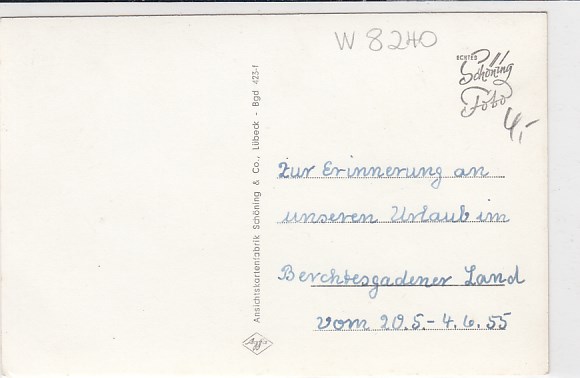 W 8240
ECHTES
Schöning
Foto
4,-
Ansichtskartenfabrik Schöning & Co., Lübeck - Bgd 423-f
Zur Erinnerung an
unseren Urlaub im
Berchtesgadener Land
vom 20.5.-4.6.55
Agfa